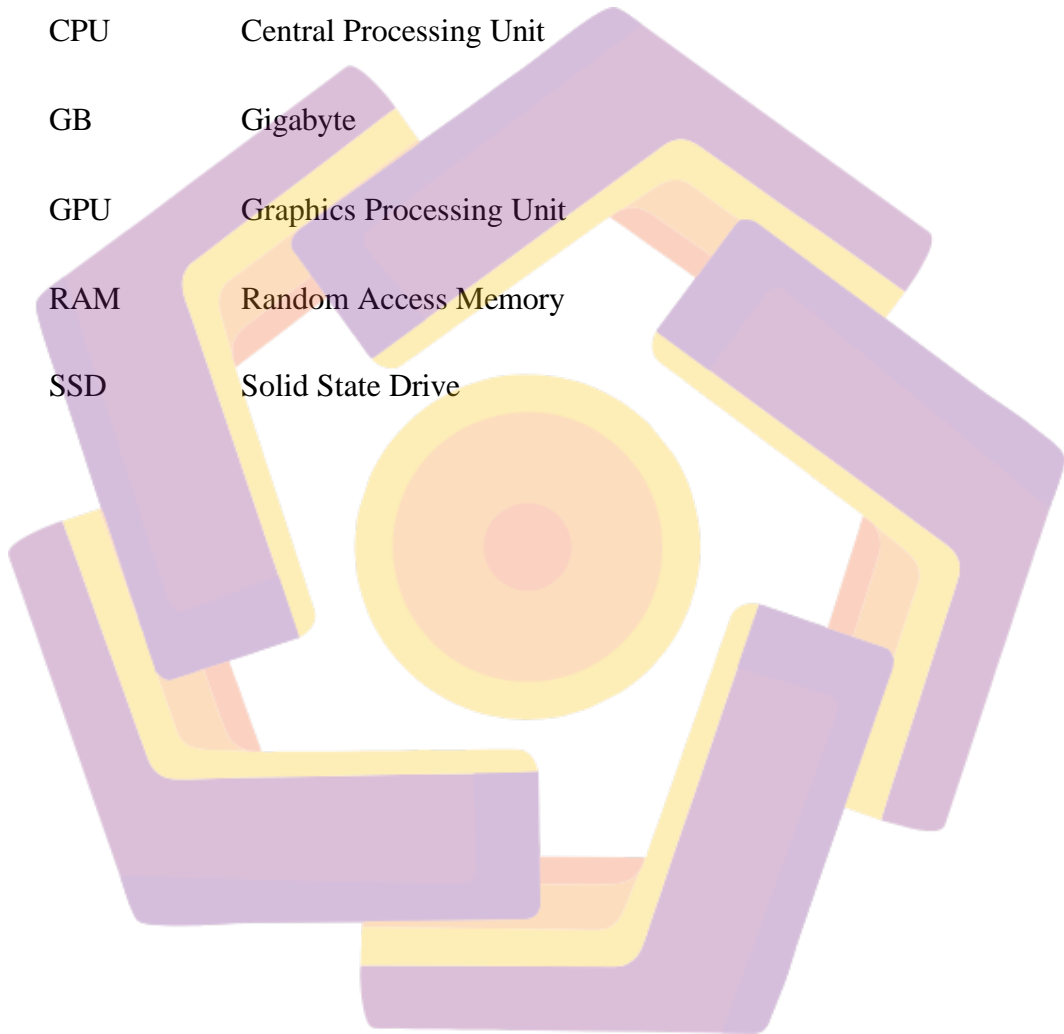 CPU Central Processing Unit
GB Gigabyte
GPU Graphics Processing Unit
RAM Random Access Memory
SSD Solid State Drive